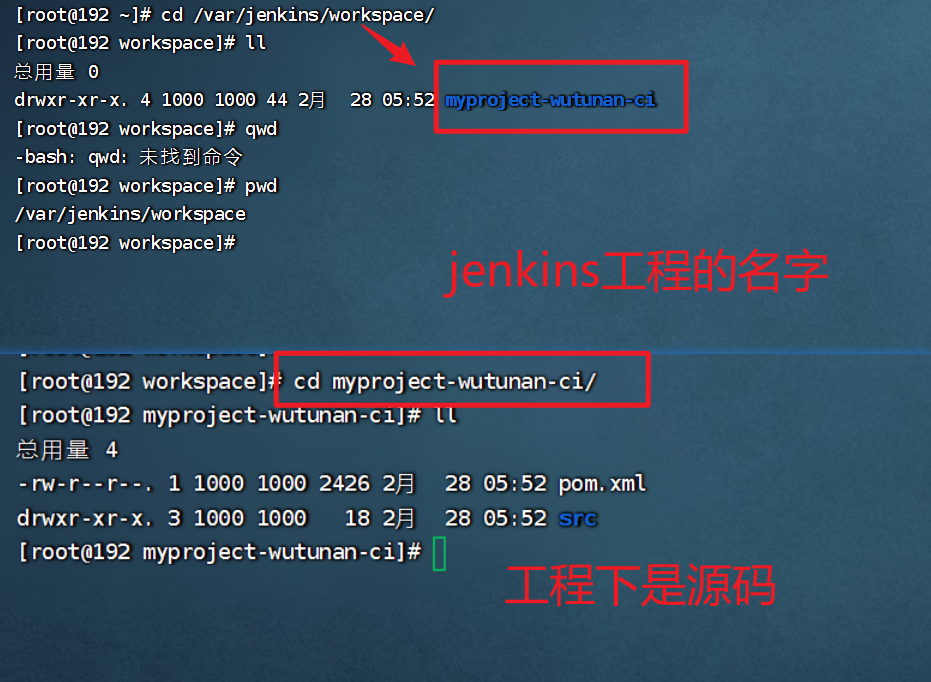 [root@192 ~]# cd /var/jenkins/workspace/
[root@192 workspace]# ll
总用量 0
drwxr-xr-x. 4 1000 1000 44 2月  28 05:52 myproject-wutunan-ci
[root@192 workspace]# qwd
-bash: qwd: 未找到命令
[root@192 workspace]# pwd
/var/jenkins/workspace
[root@192 workspace]#
jenkins工程的名字
[root@192 workspace]# cd myproject-wutunan-ci/
[root@192 myproject-wutunan-ci]# ll
总用量 4
-rw-r--r--. 1 1000 1000 2426 2月  28 05:52 pom.xml
drwxr-xr-x. 3 1000 1000   18 2月  28 05:52 src
[root@192 myproject-wutunan-ci]#
工程下是源码